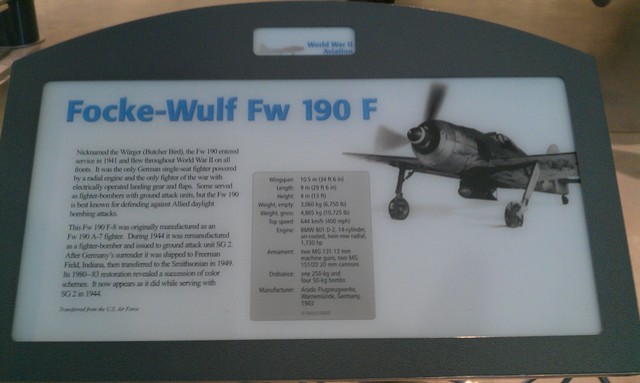 World War II
Aviation
Focke-Wulf Fw 190 F
Nicknamed the Würger (Butcher Bird), the Fw 190 entered
service in 1941 and flew throughout World War II on all
fronts. It was the only German single-seat fighter powered
by a radial engine and the only fighter of the war with
electrically operated landing gear and flaps. Some served
as fighter-bombers with ground attack units, but the Fw 190
is best known for defending against Allied daylight
bombing attacks.
This Fw 190 F-8 was originally manufactured as an
Fw 190 A-7 fighter. During 1944 it was remanufactured
as a fighter-bomber and issued to ground attack unit SG 2.
After Germany's surrender it was shipped to Freeman
Field, Indiana, then transferred to the Smithsonian in 1949.
Its 1980–83 restoration revealed a succession of color
schemes. It now appears as it did while serving with
SG 2 in 1944.
Transferred from the U.S. Air Force
Wingspan: 10.5 m (34 ft 6 in)
Length: 9 m (29 ft 6 in)
Height: 4 m (13 ft)
Weight, empty: 3,060 kg (6,750 lb)
Weight, gross: 4,865 kg (10,725 lb)
Top speed: 644 km/h (400 mph)
Engine: BMW 801 D-2, 14-cylinder,
air-cooled, twin-row radial,
1,730 hp
Armament: two MG 131 13 mm
machine guns, two MG
151/20 20 mm cannons
Ordnance: one 250-kg and
four 50-kg bombs
Manufacturer: Arado Flugzeugwerke,
Warnemünde, Germany,
1943